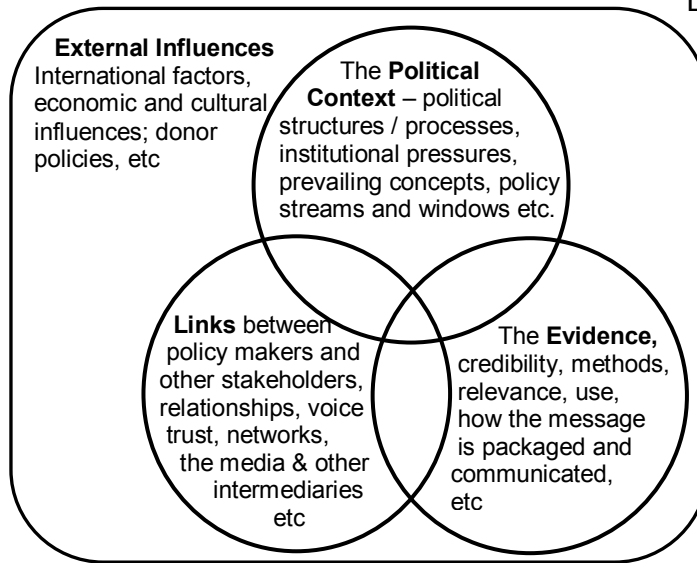 External Influences
International factors,
economic and cultural
influences; donor
policies, etc
The Political
Context – political
structures / processes,
institutional pressures,
prevailing concepts, policy
streams and windows etc.
Links between
policy makers and
other stakeholders,
relationships, voice
trust, networks,
the media & other
intermediaries
etc
The Evidence,
credibility, methods,
relevance, use,
how the message
is packaged and
communicated,
etc